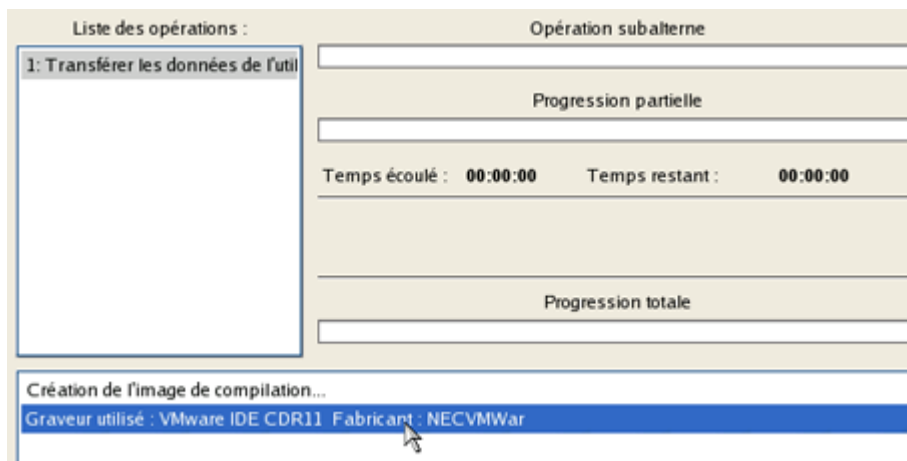 Liste des opérations :
1: Transférer les données de l'util
Opération subalterne
Progression partielle
Temps écoulé : 00:00:00 Temps restant : 00:00:00
Progression totale
Création de l'image de compilation...
Graveur utilisé : VMware IDE CDR11 Fabricant : NECVMWar